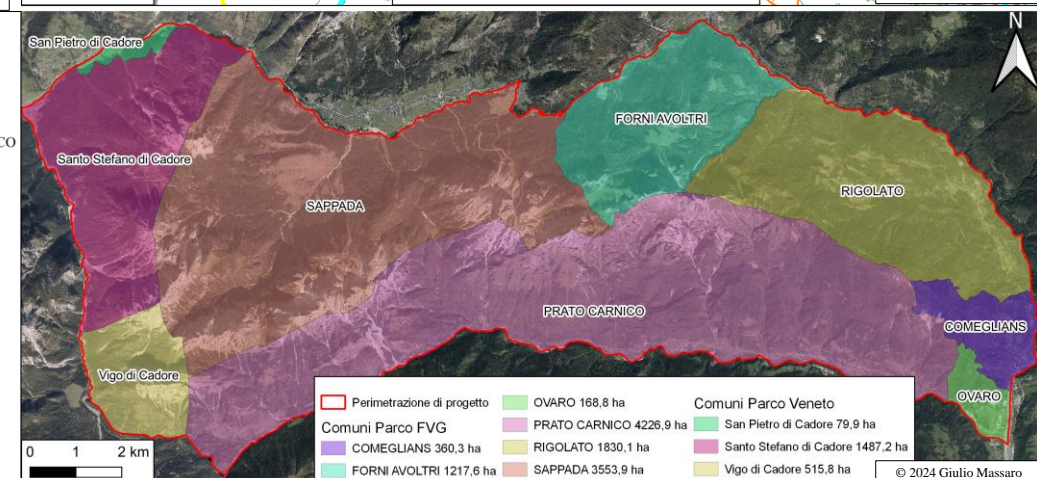 San Pietro di Cadore
N
FORNI AVOLTRI
co
Santo Stefano di Cadore
RIGOLATO
SAPPADA
PRATO CARNICO
COMEGLIANS
Vigo di Cadore
OVARO
Perimetrazione di progetto
Comuni Parco FVG
COMEGLIANS 360,3 ha
FORNI AVOLTRI 1217,6 ha
OVARO 168,8 ha
PRATO CARNICO 4226,9 ha
RIGOLATO 1830,1 ha
SAPPADA 3553,9 ha
Comuni Parco Veneto
San Pietro di Cadore 79,9 ha
Santo Stefano di Cadore 1487,2 ha
Vigo di Cadore 515,8 ha
0 1 2 km
© 2024 Giulio Massaro